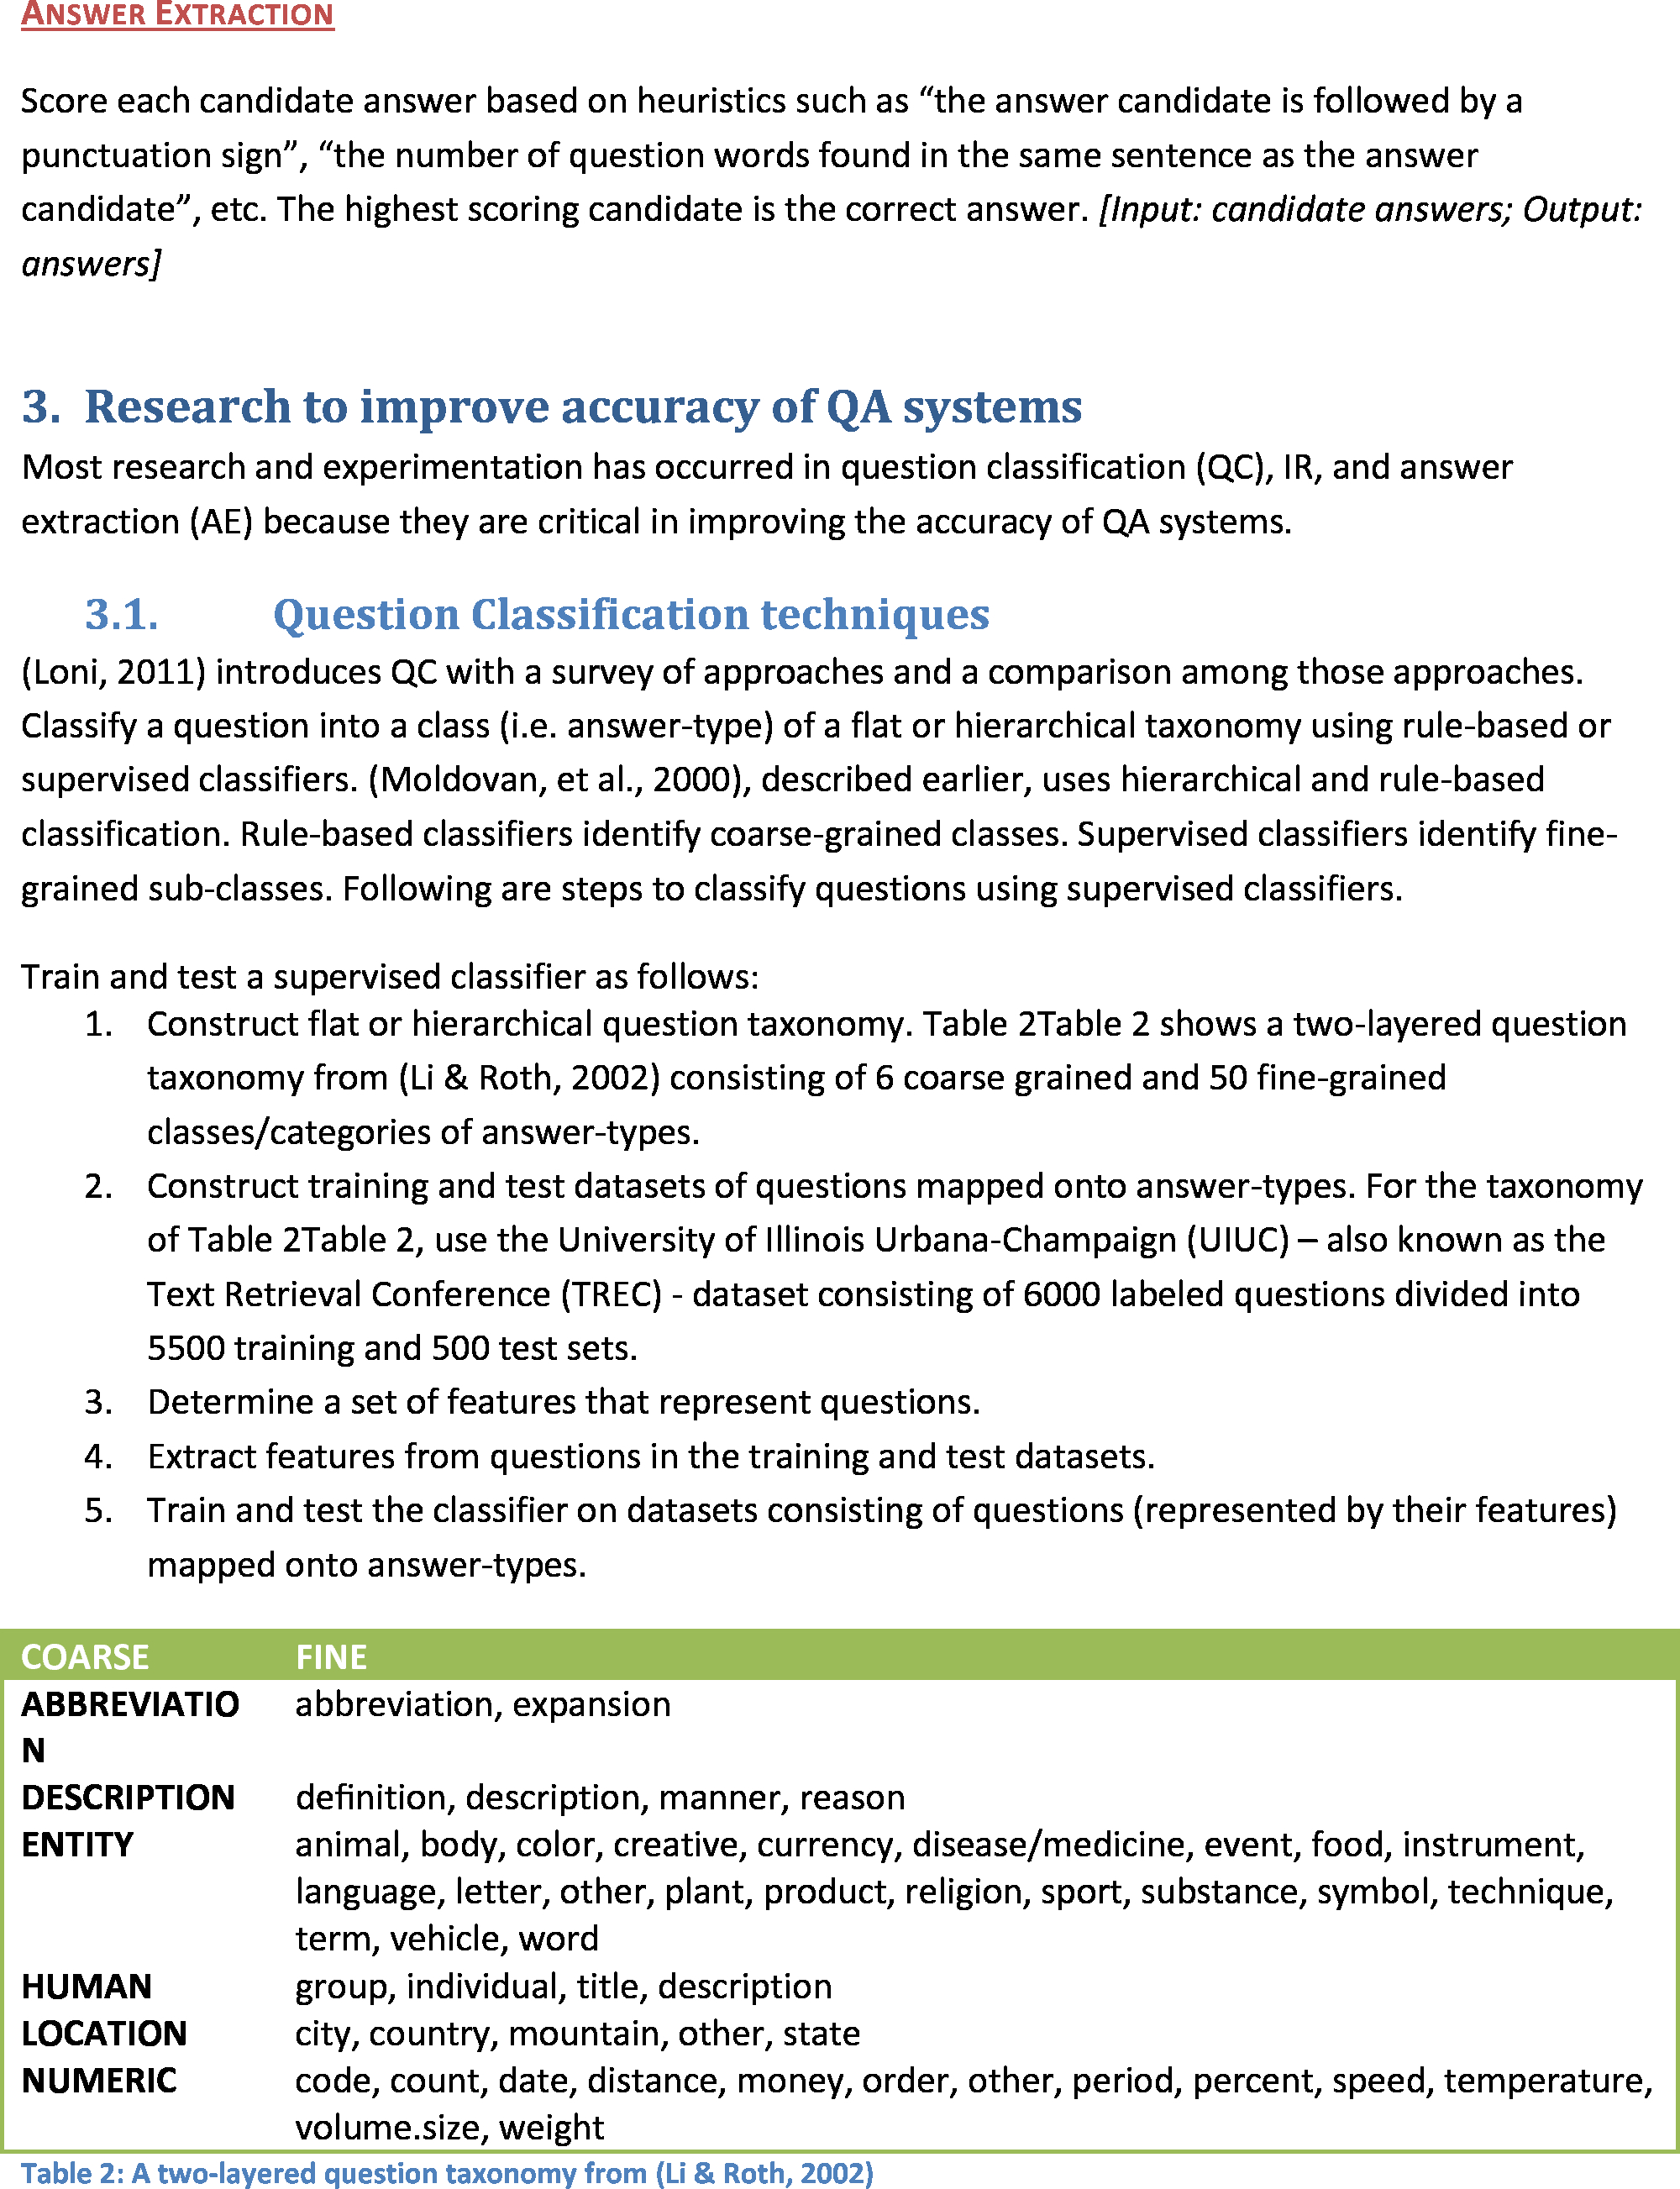 ANSWER EXTRACTION
Score each candidate answer based on heuristics such as “the answer candidate is followed by a
punctuation sign”, “the number of question words found in the same sentence as the answer
candidate”, etc. The highest scoring candidate is the correct answer. [Input: candidate answers; Output:
answers]
3. Research to improve accuracy of QA systems
Most research and experimentation has occurred in question classification (QC), IR, and answer
extraction (AE) because they are critical in improving the accuracy of QA systems.
3.1. Question Classification techniques
(Loni, 2011) introduces QC with a survey of approaches and a comparison among those approaches.
Classify a question into a class (i.e. answer-type) of a flat or hierarchical taxonomy using rule-based or
supervised classifiers. (Moldovan, et al., 2000), described earlier, uses hierarchical and rule-based
classification. Rule-based classifiers identify coarse-grained classes. Supervised classifiers identify fine-
grained sub-classes. Following are steps to classify questions using supervised classifiers.
Train and test a supervised classifier as follows:
1. Construct flat or hierarchical question taxonomy. Table 2Table 2 shows a two-layered question
taxonomy from (Li & Roth, 2002) consisting of 6 coarse grained and 50 fine-grained
classes/categories of answer-types.
2. Construct training and test datasets of questions mapped onto answer-types. For the taxonomy
of Table 2Table 2, use the University of Illinois Urbana-Champaign (UIUC) – also known as the
Text Retrieval Conference (TREC) - dataset consisting of 6000 labeled questions divided into
5500 training and 500 test sets.
3. Determine a set of features that represent questions.
4. Extract features from questions in the training and test datasets.
5. Train and test the classifier on datasets consisting of questions (represented by their features)
mapped onto answer-types.
COARSE FINE
ABBREVIATIO abbreviation, expansion
N
DESCRIPTION definition, description, manner, reason
ENTITY animal, body, color, creative, currency, disease/medicine, event, food, instrument,
language, letter, other, plant, product, religion, sport, substance, symbol, technique,
term, vehicle, word
HUMAN group, individual, title, description
LOCATION city, country, mountain, other, state
NUMERIC code, count, date, distance, money, order, other, period, percent, speed, temperature,
volume.size, weight
Table 2: A two-layered question taxonomy from (Li & Roth, 2002)